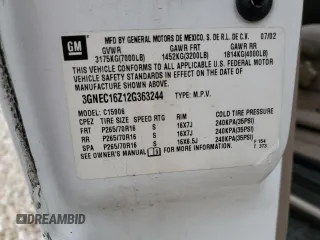 GM
MFD BY GENERAL MOTORS DE MEXICO, S. DE R.L. DE C.V. 07/02
GVWR GAWR FRT GAWR RR
3175KG(7000LB) 1452KG(3200LB) 1814KG(4000LB)
THIS VEHICLE CONFORMS TO ALL APPLICABLE U.S. FEDERAL
MOTOR VEHICLE SAFETY STANDARDS IN EFFECT ON THE DATE
OF MANUFACTURE SHOWN ABOVE.
3GNEC16Z12G363244 TYPE: M.P.V.
MODEL: C15906
CPEZ TIRE SIZE SPEED RTG RIM COLD TIRE PRESSURE
FRT P265/70R16 S 16X7J 240KPA(35PSI)
RR P265/70R16 S 16X7J 240KPA(35PSI)
SPA P265/70R16 S 16X6.5J 240KPA(35PSI)
SEE OWNER'S MANUAL
DREAMBID